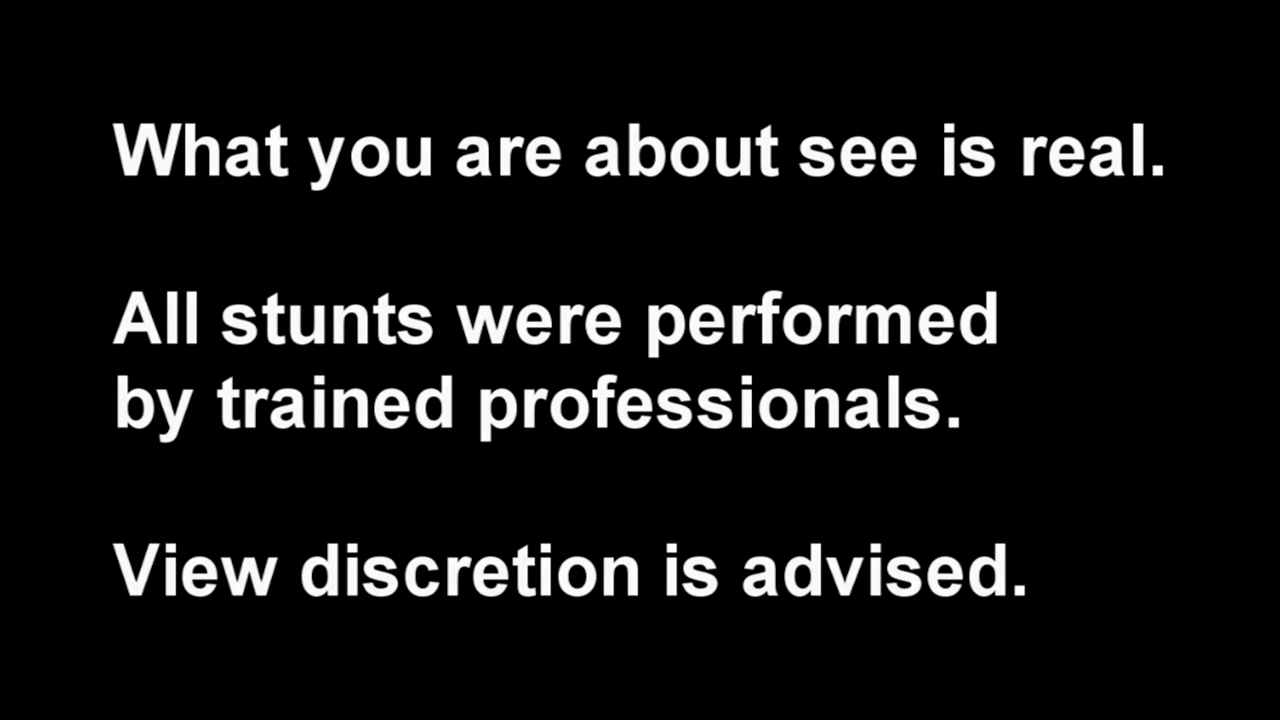 What you are about see is real.
All stunts were performed
by trained professionals.
View discretion is advised.